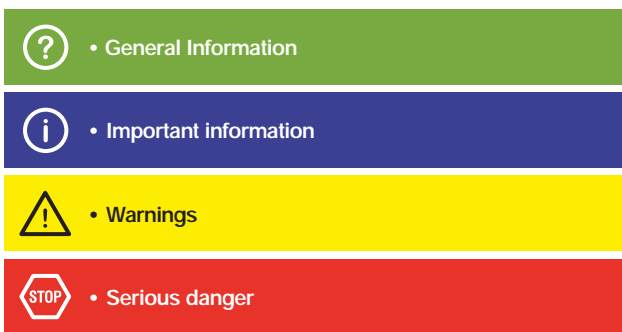 ?
• General Information
i
• Important information
!
• Warnings
STOP
• Serious danger